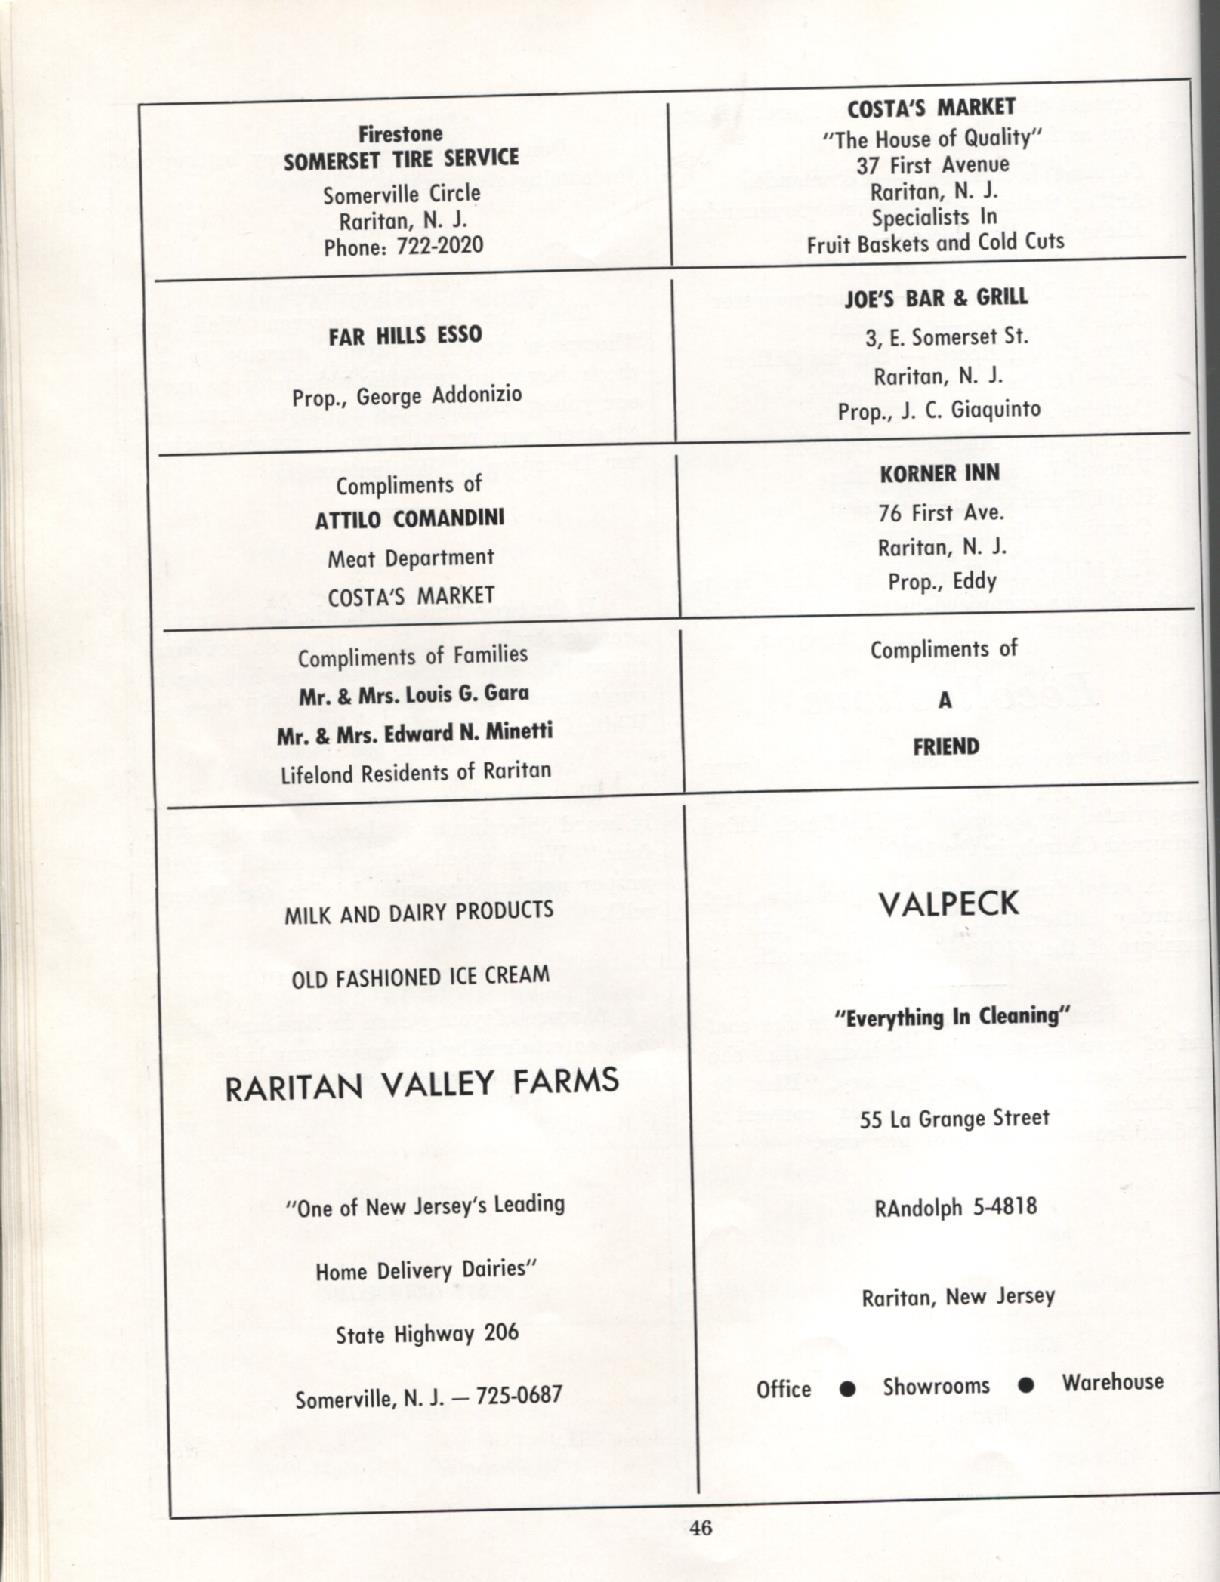 Firestone
SOMERSET TIRE SERVICE
Somerville Circle
Raritan, N. J.
Phone: 722-2020
COSTA'S MARKET
"The House of Quality"
37 First Avenue
Raritan, N. J.
Specialists In
Fruit Baskets and Cold Cuts
FAR HILLS ESSO
Prop., George Addonizio
JOE'S BAR & GRILL
3, E. Somerset St.
Raritan, N. J.
Prop., J. C. Giaquinto
Compliments of
ATTILO COMANDINI
Meat Department
COSTA'S MARKET
KORNER INN
76 First Ave.
Raritan, N. J.
Prop., Eddy
Compliments of Families
Mr. & Mrs. Louis G. Gara
Mr. & Mrs. Edward N. Minetti
Lifelond Residents of Raritan
Compliments of
A
FRIEND
MILK AND DAIRY PRODUCTS
OLD FASHIONED ICE CREAM
RARITAN VALLEY FARMS
"One of New Jersey's Leading
Home Delivery Dairies"
State Highway 206
Somerville, N. J. — 725-0687
VALPECK
"Everything In Cleaning"
55 La Grange Street
RAndolph 5-4818
Raritan, New Jersey
Office ● Showrooms ● Warehouse
46